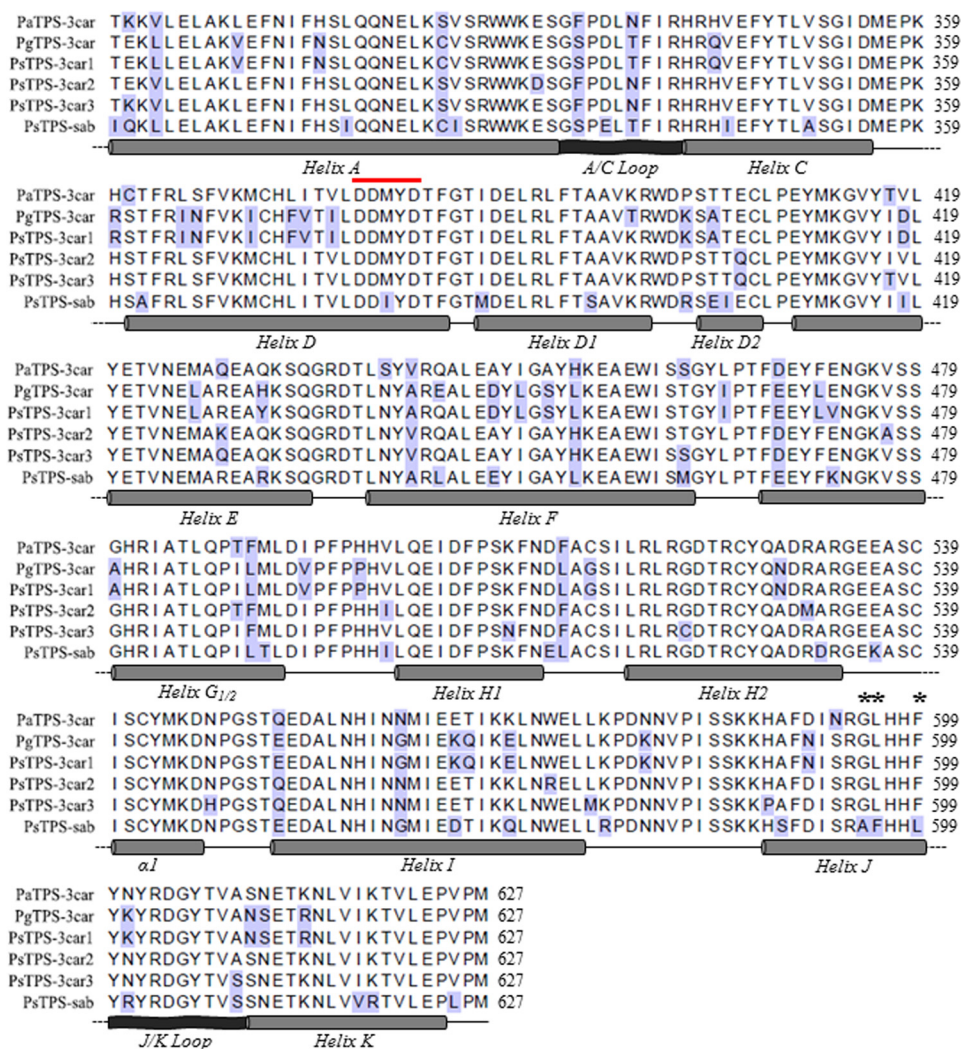 PaTPS-3car TKKVLELAKLEFNIFHSLQQNELKSVSRWWKESGFPDLNFIRHRHVEFYTLVSGIDMEPK 359
PgTPS-3car TEKLLELAKVEFNIFNSLQQNELKCVSRWWKESGSPDLTFIRHRQVEFYTLVSGIDMEPK 359
PsTPS-3car1 TEKLLELAKLEFNIFNSLQQNELKCVSRWWKESGSPDLTFIRHRQVEFYTLVSGIDMEPK 359
PsTPS-3car2 TEKVLELAKLEFNIFHSLQQNELKSVSRWWKDSGFPDLNFIRHRHVEFYTLVSGIDMEPK 359
PsTPS-3car3 TKKVLELAKLEFNIFHSLQQNELKSVSRWWKESGFPDLNFIRHRHVEFYTLVSGIDMEPK 359
PsTPS-sab IQKLLELAKLEFNIFHSIQQNELKCISRWWKESGSPELTFIRHRHIEFYTLASGIDMEPK 359
Helix A A/C Loop Helix C
PaTPS-3car HCTFRLSFVKMCHLITVLDDMYDTFGTIDELRLFTAAVKRWDPSTTECLPEYMKGVYTVL 419
PgTPS-3car RSTFRINFVKICHFVTILDDMYDTFGTIDELRLFTAAVTRWDKSATECLPEYMKGVYIDL 419
PsTPS-3car1 RSTFRINFVKICHFVTILDDMYDTFGTIDELRLFTAAVKRWDKSATECLPEYMKGVYIDL 419
PsTPS-3car2 HSTFRLSFVKMCHLITVLDDMYDTFGTIDELRLFTAAVKRWDPSTTQCLPEYMKGVYIVL 419
PsTPS-3car3 HSTFRLSFVKMCHLITVLDDMYDTFGTIDELRLFTAAVKRWDPSTTQCLPEYMKGVYTVL 419
PsTPS-sab HSAFRLSFVKMCHLITVLDDIYDTFGTMDELRLFTSAVKRWDRSEIECLPEYMKGVYIIL 419
Helix D Helix D1 Helix D2
PaTPS-3car YETVNEMAQEAQKSQGRDTLSYVRQALEAYIGAYHKEAEWISSGYLPTFDEYFENGKVSS 479
PgTPS-3car YETVNELAREAHKSQGRDTLNYAREALEDYLGSYLKEAEWISTGYIPTFEEYLENGKVSS 479
PsTPS-3car1 YETVNELAREAYKSQGRDTLNYARQALEDYLGSYLKEAEWISTGYIPTFEEYLVNGKVSS 479
PsTPS-3car2 YETVNEMAKEAQKSQGRDTLNYVRQALEAYIGAYHKEAEWISTGYLPTFDEYFENGKASS 479
PsTPS-3car3 YETVNEMAQEAQKSQGRDTLNYVRQALEAYIGAYHKEAEWISSGYLPTFDEYFENGKVSS 479
PsTPS-sab YETVNEMAREARKSQGRDTLNYARLALEEYIGAYLKEAEWISMGYLPTFEEYFKNGKVSS 479
Helix E Helix F
PaTPS-3car GHRIATLQPTFMLDIPFPHHVLQEIDFPSKFNDFACSILRLRGDTRCYQADRARGEEASC 539
PgTPS-3car AHRIATLQPILMLDVPFPPHVLQEIDFPSKFNDLAGSILRLRGDTRCYQNDRARGEEASC 539
PsTPS-3car1 AHRIATLQPILMLDVPFPPHVLQEIDFPSKFNDLAGSILRLRGDTRCYQNDRARGEEASC 539
PsTPS-3car2 GHRIATLQPTFMLDIPFPHHILQEIDFPSKFNDFACSILRLRGDTRCYQADMARGEEASC 539
PsTPS-3car3 GHRIATLQPIFMLDIPFPHHVLQEIDFPSNFNDFACSILRLRCDTRCYQADRARGEEASC 539
PsTPS-sab GHRIATLQPILTLDIPFPHHILQEIDFPSKFNELACSILRLRGDTRCYQADRDRGEKASC 539
Helix G1/2 Helix H1 Helix H2 ** *
PaTPS-3car ISCYMKDNPGSTQEDALNHINNMIEETIKKLNWELLKPDNNVPISSKKHAFDINRGLHHF 599
PgTPS-3car ISCYMKDNPGSTEEDALNHINGMIEKQIKELNWELLKPDKNVPISSKKHAFNISRGLHHF 599
PsTPS-3car1 ISCYMKDNPGSTEEDALNHINGMIEKQIKELNWELLKPDKNVPISSKKHAFNISRGLHHF 599
PsTPS-3car2 ISCYMKDNPGSTQEDALNHINNMIEETIKKLNRELLKPDNNVPISSKKHAFDISRGLHHF 599
PsTPS-3car3 ISCYMKDHPGSTEEDALNHINNMIEETIKKLNWELMKPDNNVPISSKKPAFDISRGLHHF 599
PsTPS-sab ISCYMKDNPGSTEEDALNHINGMIEDTIKQLNWELLRPDNNVPISSKKHSFDISRAFHHL 599
α1 Helix I Helix J
PaTPS-3car YNYRDGYTVASNETKNLVIKTVLEPVPM 627
PgTPS-3car YKYRDGYTVANSETRNLVIKTVLEPVPM 627
PsTPS-3car1 YKYRDGYTVANSETRNLVIKTVLEPVPM 627
PsTPS-3car2 YNYRDGYTVASNETKNLVIKTVLEPVPM 627
PsTPS-3car3 YNYRDGYTVSSNETKNLVIKTVLEPVPM 627
PsTPS-sab YRYRDGYTVSSNETKNLVVRTVLEPLPM 627
J/K Loop Helix K